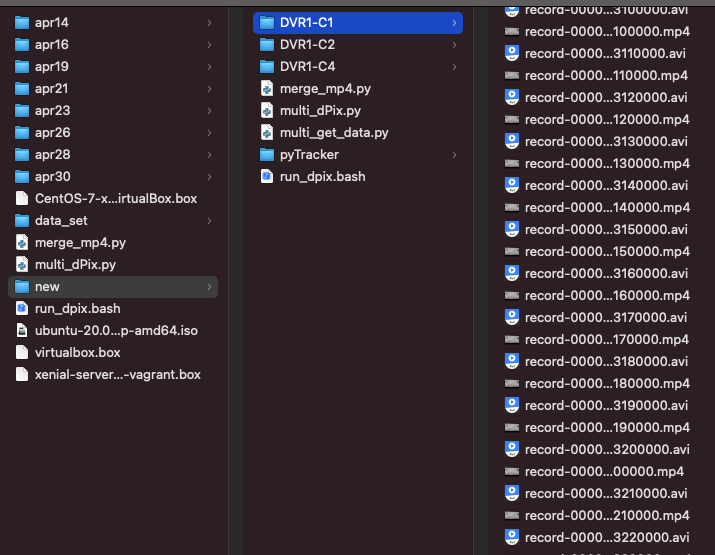 apr14
apr16
apr19
apr21
apr23
apr26
apr28
apr30
CentOS-7-x...irtualBox.box
data_set
merge_mp4.py
multi_dPix.py
new
run_dpix.bash
ubuntu-20.0...p-amd64.iso
virtualbox.box
xenial-server...-vagrant.box
DVR1-C1
DVR1-C2
DVR1-C4
merge_mp4.py
multi_dPix.py
multi_get_data.py
pyTracker
run_dpix.bash
record-0000...3100000.avi
record-0000...100000.mp4
record-0000...3110000.avi
record-0000...110000.mp4
record-0000...3120000.avi
record-0000...120000.mp4
record-0000...3130000.avi
record-0000...130000.mp4
record-0000...3140000.avi
record-0000...140000.mp4
record-0000...3150000.avi
record-0000...150000.mp4
record-0000...3160000.avi
record-0000...160000.mp4
record-0000...3170000.avi
record-0000...170000.mp4
record-0000...3180000.avi
record-0000...180000.mp4
record-0000...3190000.avi
record-0000...190000.mp4
record-0000...3200000.avi
record-0000...00000.mp4
record-0000...3210000.avi
record-0000...210000.mp4
record-0000...3220000.avi